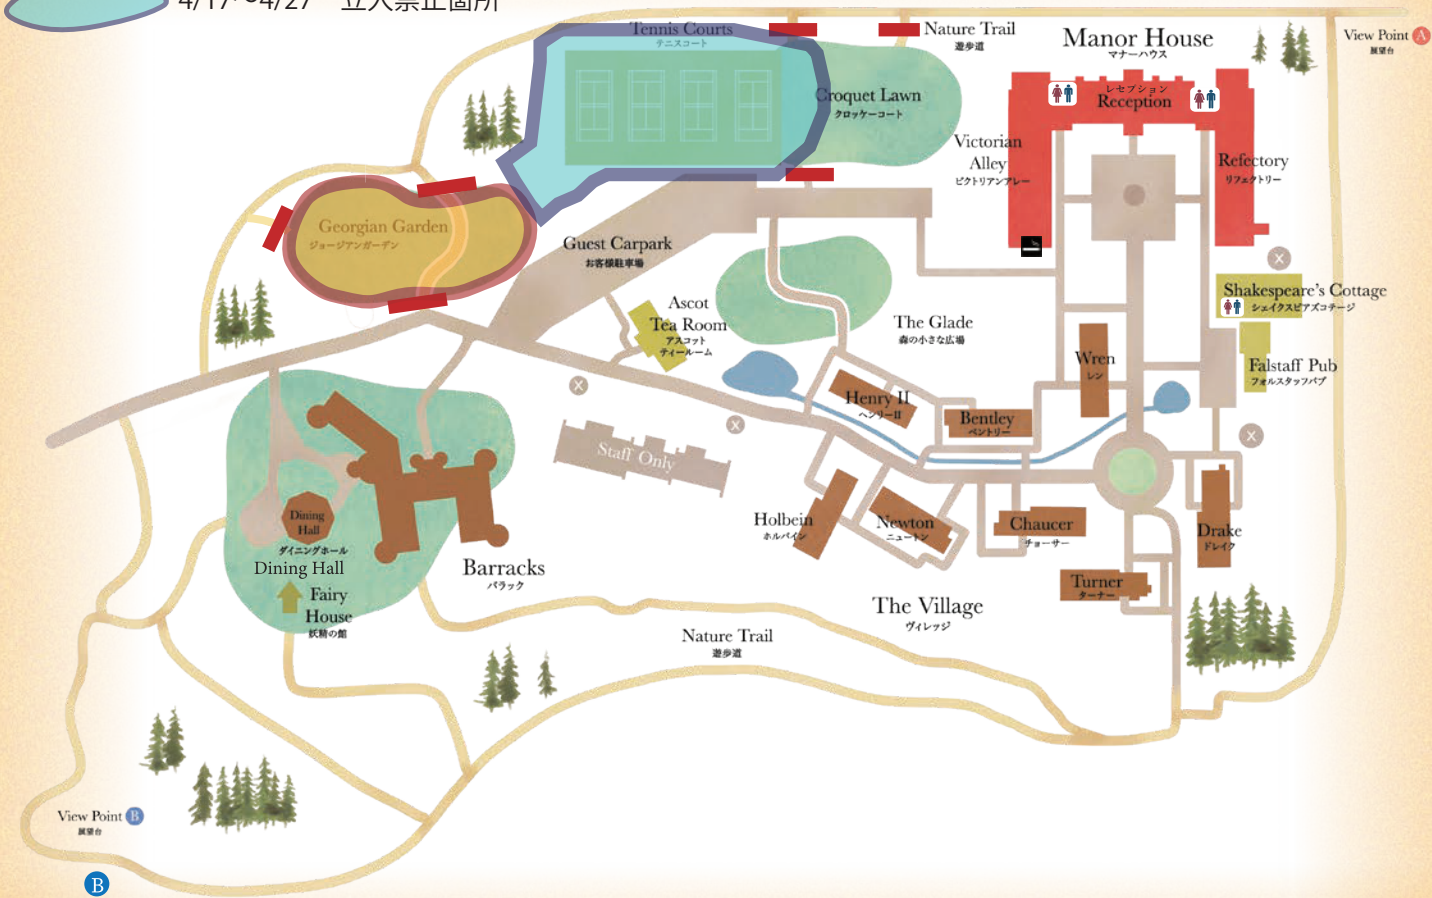 4/17~4/27 立入禁止箇所
Tennis Courts
テニスコート
Nature Trail
遊歩道
Manor House
マナーハウス
View Point A
展望台
レセプション
Reception
Croquet Lawn
クロッケーコート
Victorian
Alley
ビクトリアンアレー
Refectory
リフェクトリー
Georgian Garden
ジョージアンガーデン
Guest Carpark
お客様駐車場
X
Shakespeare's Cottage
シェイクスピアズコテージ
Ascot
Tea Room
アスコット
ティールーム
The Glade
森の小さな広場
Wren
レン
Falstaff Pub
フォルスタッフパブ
X
Henry II
ヘンリーII
Bentley
ベントリー
X
X
Staff Only
Dining
Hall
ダイニングホール
Dining Hall
Fairy
House
妖精の館
Barracks
バラック
Holbein
ホルバイン
Newton
ニュートン
Chaucer
チョーサー
Drake
ドレイク
Turner
ターナー
The Village
ヴィレッジ
Nature Trail
遊歩道
View Point B
展望台
B